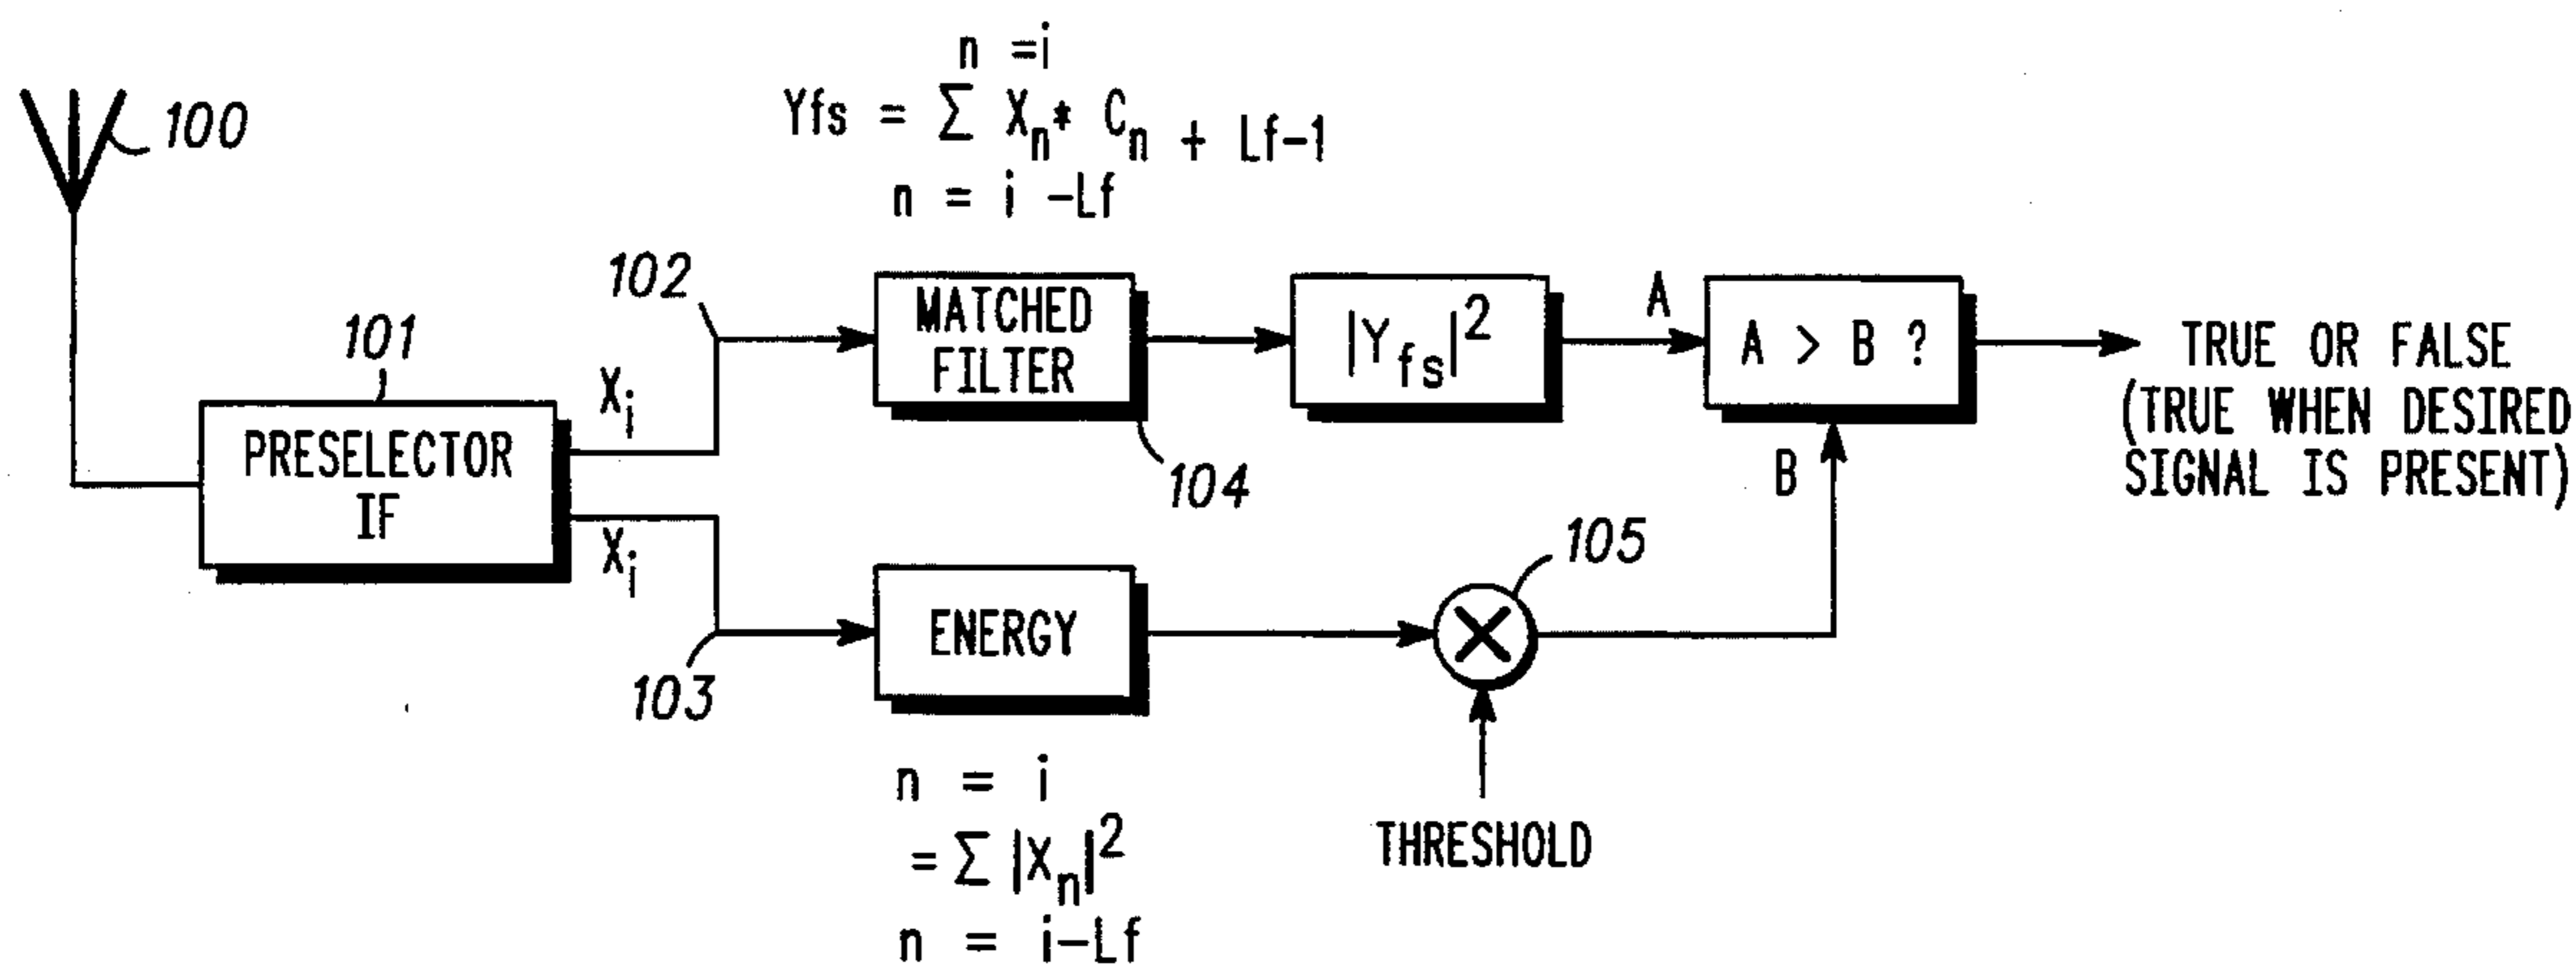 n =i
Yfs = Σ Xn* Cn + Lf-1
n = i -Lf
100
102
MATCHED
FILTER
|Yfs|²
A
A > B ?
TRUE OR FALSE
(TRUE WHEN DESIRED
SIGNAL IS PRESENT)
101
Xi
PRESELECTOR
IF
104
B
Xi
103
ENERGY
105
THRESHOLD
n = i
= Σ |Xn|²
n = i-Lf